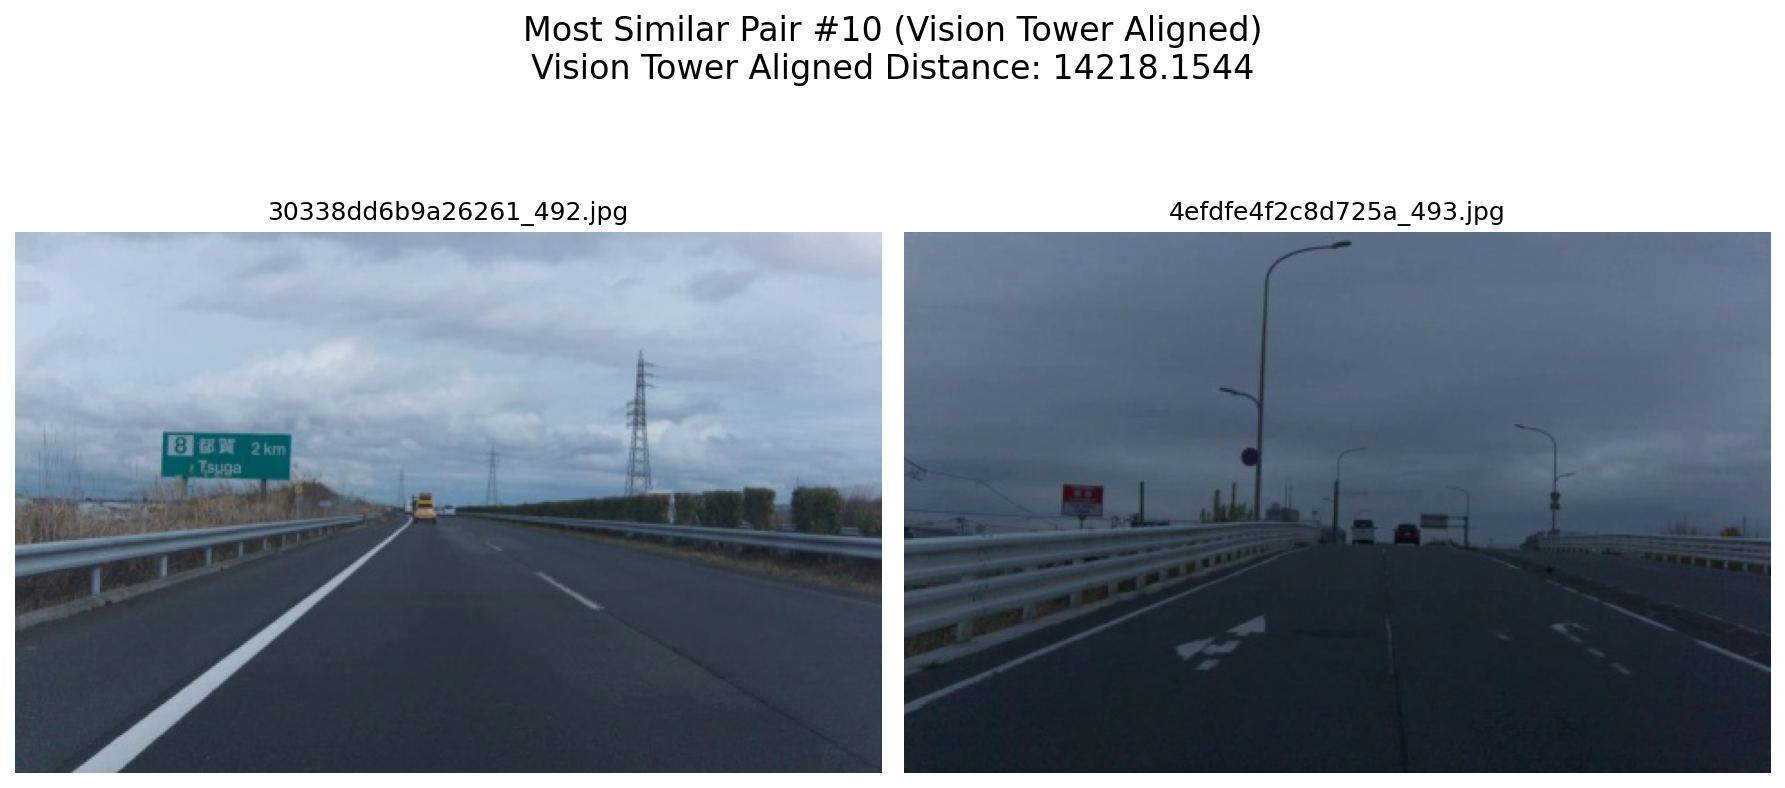 Most Similar Pair #10 (Vision Tower Aligned)
Vision Tower Aligned Distance: 14218.1544
30338dd6b9a26261_492.jpg
4efdfe4f2c8d725a_493.jpg
8 都賀 2 km
Tsuga